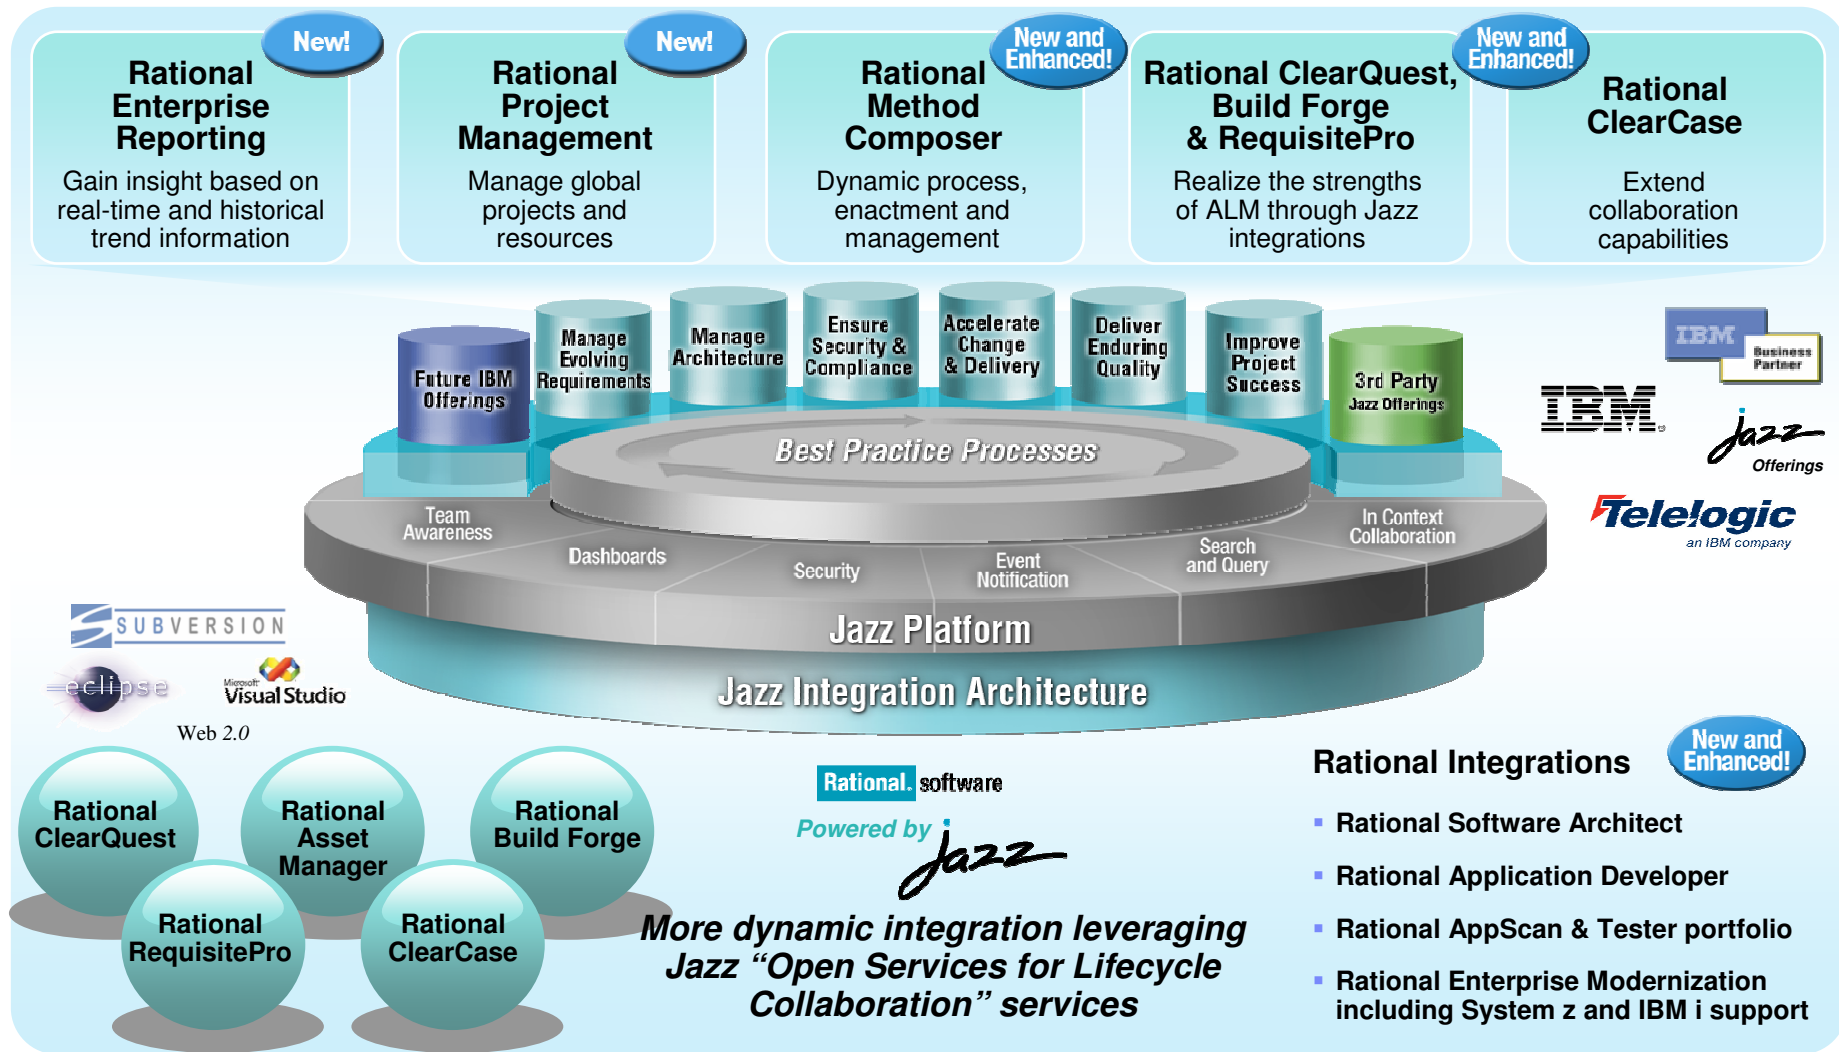 New!
Rational
Enterprise
Reporting
Gain insight based on
real-time and historical
trend information
New!
Rational
Project
Management
Manage global
projects and
resources
New and
Enhanced!
Rational
Method
Composer
Dynamic process,
enactment and
management
New and
Enhanced!
Rational ClearQuest,
Build Forge
& RequisitePro
Realize the strengths
of ALM through Jazz
integrations
Rational
ClearCase
Extend
collaboration
capabilities
Future IBM
Offerings
Manage
Evolving
Requirements
Manage
Architecture
Ensure
Security &
Compliance
Accelerate
Change
& Delivery
Deliver
Enduring
Quality
Improve
Project
Success
3rd Party
Jazz Offerings
IBM
Business
Partner
IBM
jazz
Offerings
Telelogic
an IBM company
Best Practice Processes
Team
Awareness
Dashboards
Security
Event
Notification
Search
and Query
In Context
Collaboration
Jazz Platform
Jazz Integration Architecture
SUBVERSION
eclipse
Microsoft
Visual Studio
Web 2.0
Rational
ClearQuest
Rational
Asset
Manager
Rational
Build Forge
Rational
RequisitePro
Rational
ClearCase
Rational. software
Powered by
jazz
More dynamic integration leveraging
Jazz “Open Services for Lifecycle
Collaboration” services
New and
Enhanced!
Rational Integrations
▪ Rational Software Architect
▪ Rational Application Developer
▪ Rational AppScan & Tester portfolio
▪ Rational Enterprise Modernization
including System z and IBM i support